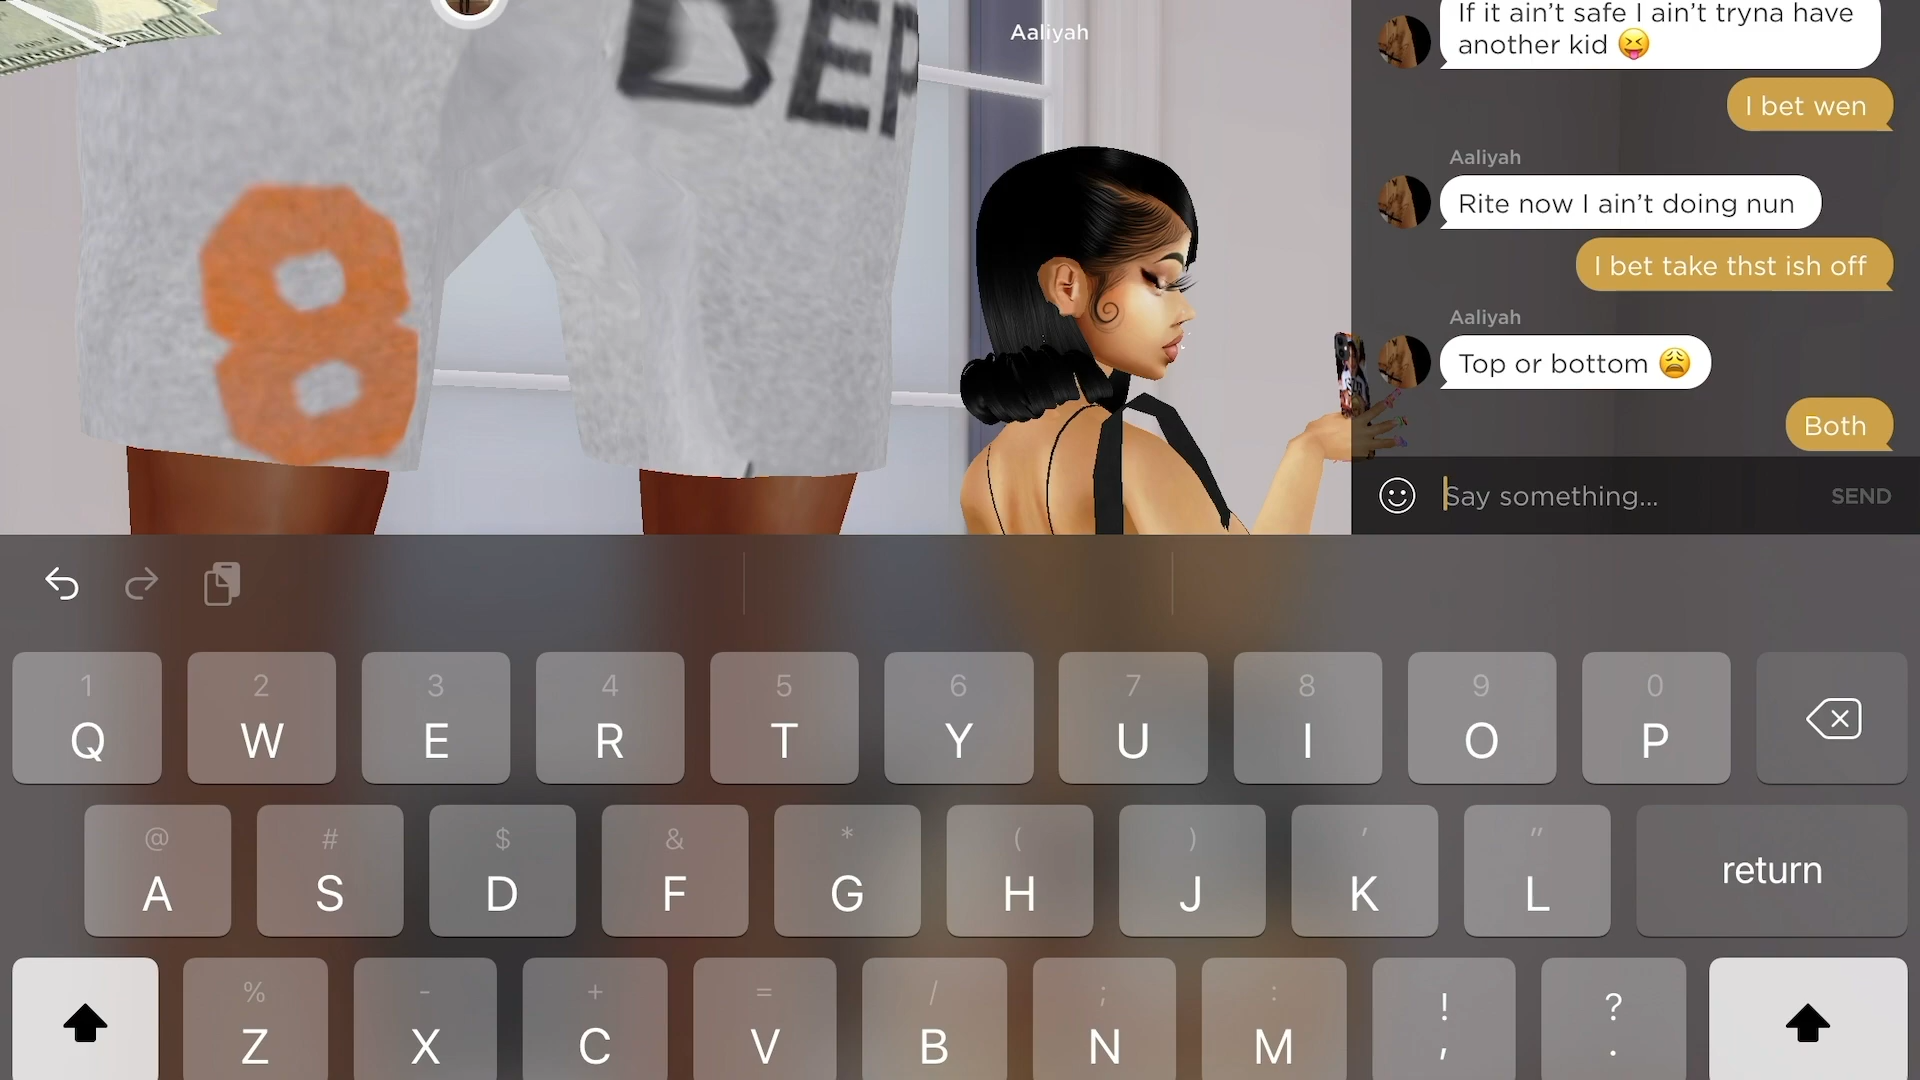 DEP
8
Aaliyah
If it ain’t safe I ain’t tryna have
another kid 😝
I bet wen
Aaliyah
Rite now I ain’t doing nun
I bet take thst ish off
Aaliyah
Top or bottom 😩
Both
Say something...
SEND
1 2 3 4 5 6 7 8 9 0
Q W E R T Y U I O P
@ # $ & * ( ) ' "
A S D F G H J K L return
% - + = / ; : ! ?
Z X C V B N M , .